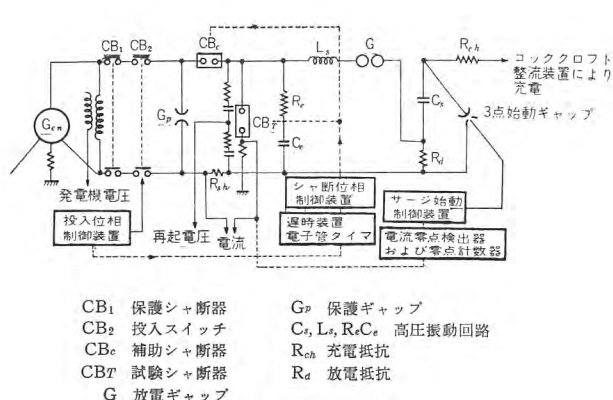 CB₁
CB₂
CBc
Ls
G
Rch
コッククロフト
整流装置により
充電
Gen
Gp
CBT
Re
Ce
Cs
3点始動ギャップ
Rd
Rsh
発電機電圧
投入位相
制御装置
再起電圧
電流
シャ断位相
制御装置
遅時装置
電子管タイマ
サージ始動
制御装置
電流零点検出器
および零点計数器
CB₁ 保護シャ断器
CB₂ 投入スイッチ
CBc 補助シャ断器
CBT 試験シャ断器
G 放電ギャップ
Gp 保護ギャップ
Cs, Ls, ReCe 高圧振動回路
Rch 充電抵抗
Rd 放電抵抗